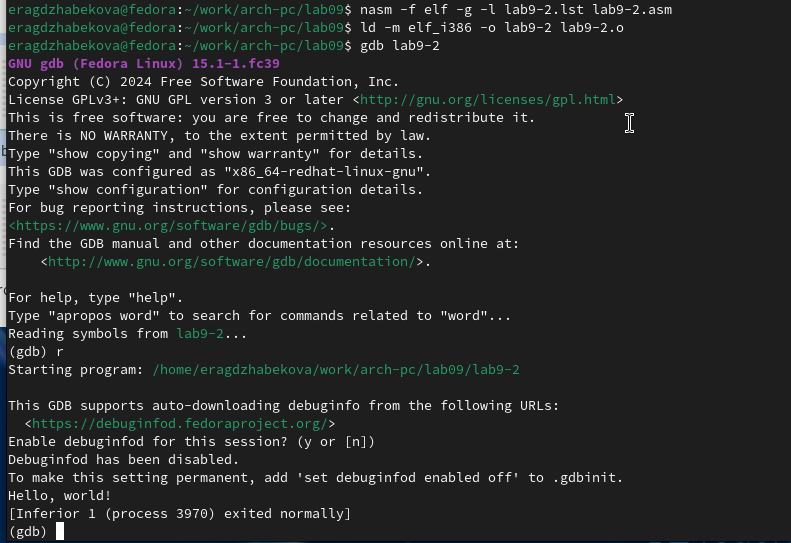 eragdzhabekova@fedora:~/work/arch-pc/lab09$ nasm -f elf -g -l lab9-2.lst lab9-2.asm
eragdzhabekova@fedora:~/work/arch-pc/lab09$ ld -m elf_i386 -o lab9-2 lab9-2.o
eragdzhabekova@fedora:~/work/arch-pc/lab09$ gdb lab9-2
GNU gdb (Fedora Linux) 15.1-1.fc39
Copyright (C) 2024 Free Software Foundation, Inc.
License GPLv3+: GNU GPL version 3 or later <http://gnu.org/licenses/gpl.html>
This is free software: you are free to change and redistribute it.
There is NO WARRANTY, to the extent permitted by law.
Type "show copying" and "show warranty" for details.
This GDB was configured as "x86_64-redhat-linux-gnu".
Type "show configuration" for configuration details.
For bug reporting instructions, please see:
<https://www.gnu.org/software/gdb/bugs/>.
Find the GDB manual and other documentation resources online at:
    <http://www.gnu.org/software/gdb/documentation/>.

For help, type "help".
Type "apropos word" to search for commands related to "word"...
Reading symbols from lab9-2...
(gdb) r
Starting program: /home/eragdzhabekova/work/arch-pc/lab09/lab9-2

This GDB supports auto-downloading debuginfo from the following URLs:
  <https://debuginfod.fedoraproject.org/>
Enable debuginfod for this session? (y or [n])
Debuginfod has been disabled.
To make this setting permanent, add 'set debuginfod enabled off' to .gdbinit.
Hello, world!
[Inferior 1 (process 3970) exited normally]
(gdb)